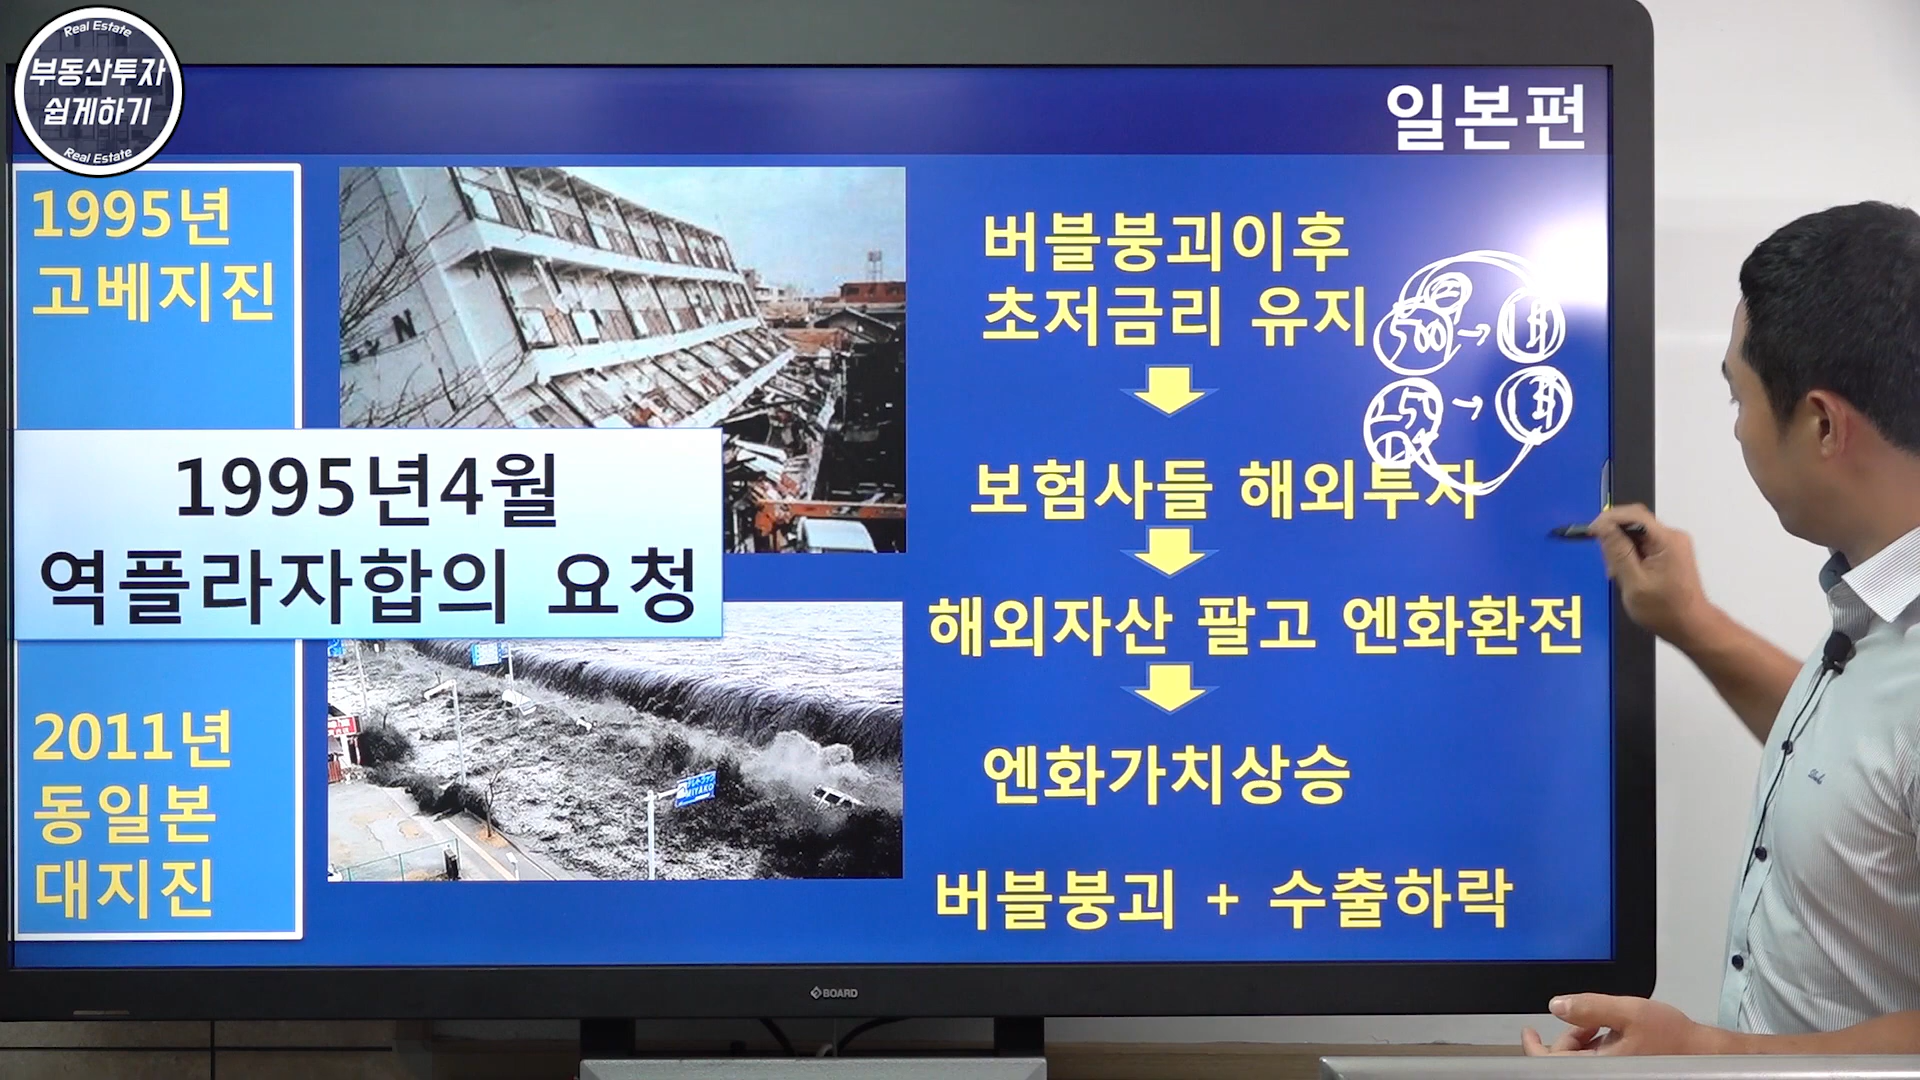 Real Estate
부동산투자
쉽게하기
Real Estate
일본편
1995년
고베지진
1995년4월
역플라자합의 요청
2011년
동일본
대지진
버블붕괴이후
초저금리 유지
보험사들 해외투자
해외자산 팔고 엔화환전
엔화가치상승
버블붕괴 + 수출하락
500
250
N
MIYAKO
BOARD